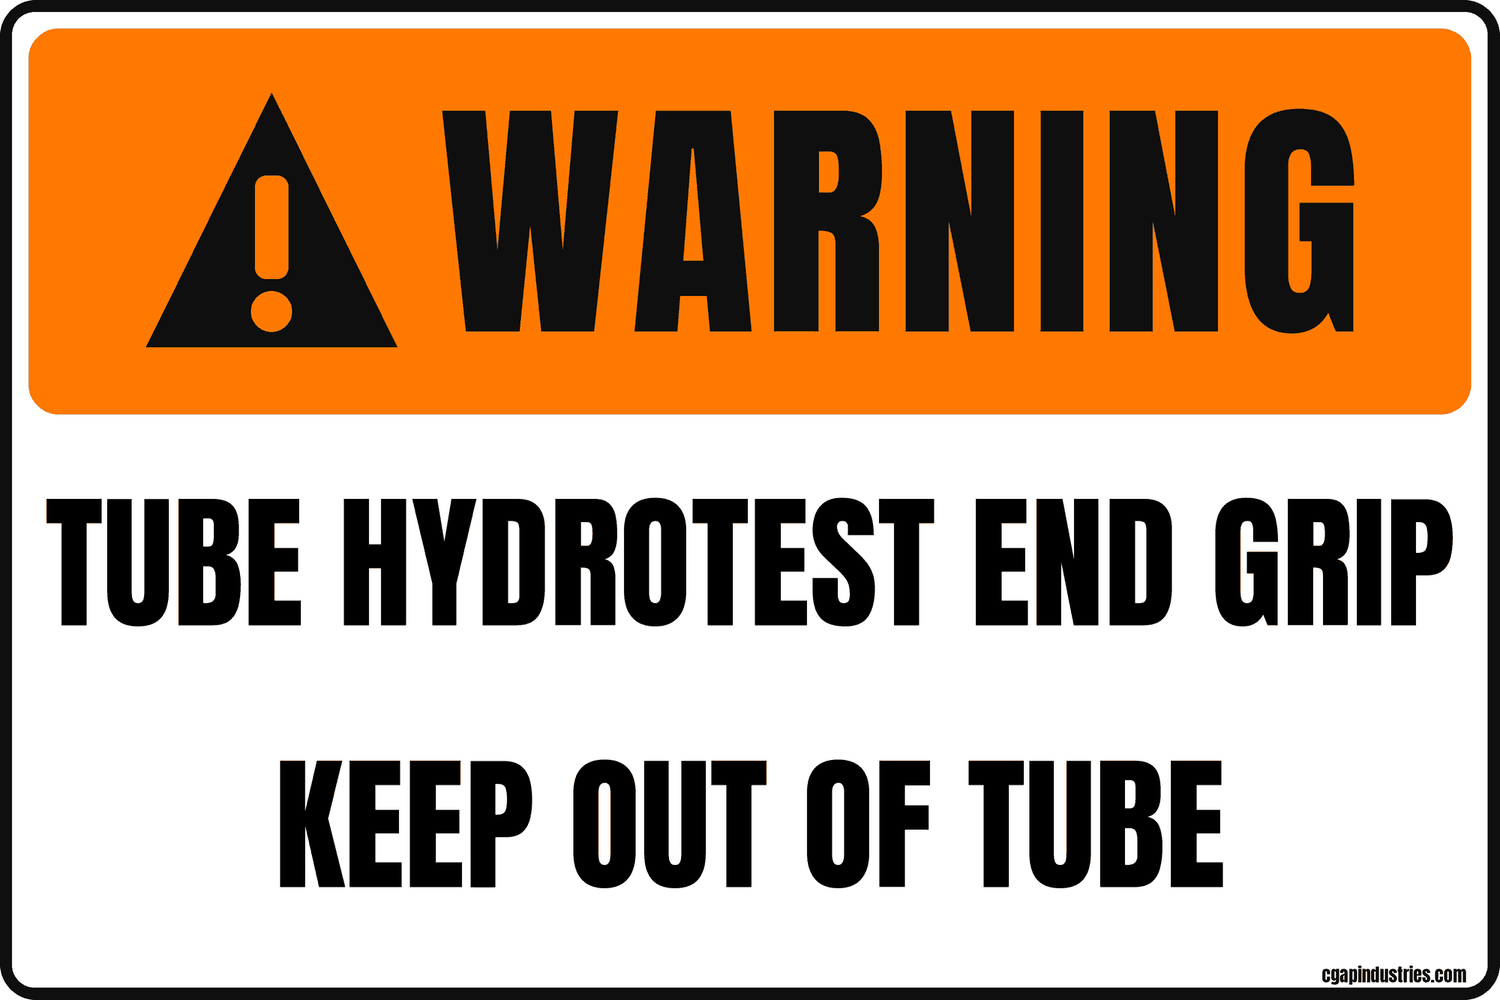 WARNING
TUBE HYDROTEST END GRIP
KEEP OUT OF TUBE
cgapindustries.com